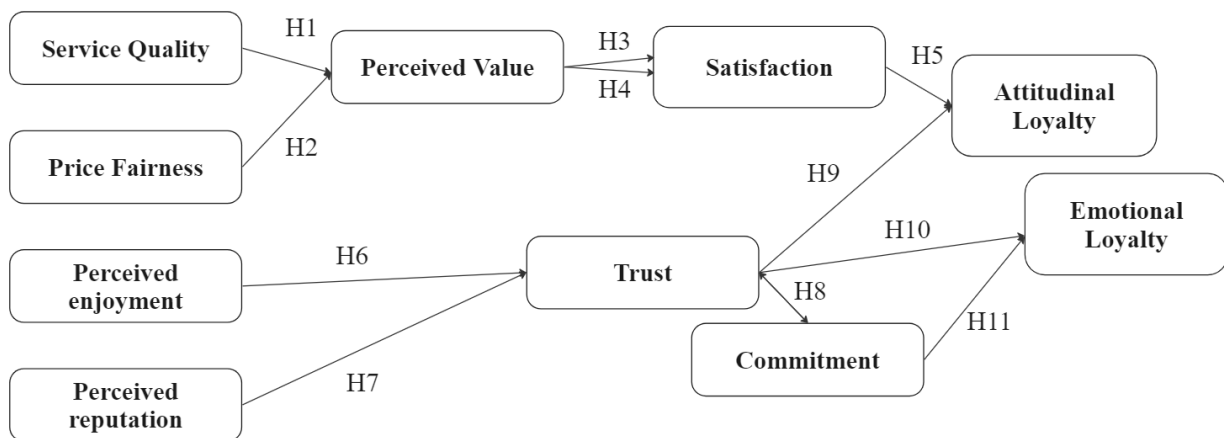 Service Quality
H1
Perceived Value
H3
H4
Satisfaction
H5
Attitudinal
Loyalty
Price Fairness
H2
H9
Emotional
Loyalty
Perceived
enjoyment
H6
Trust
H10
H8
H11
Commitment
Perceived
reputation
H7